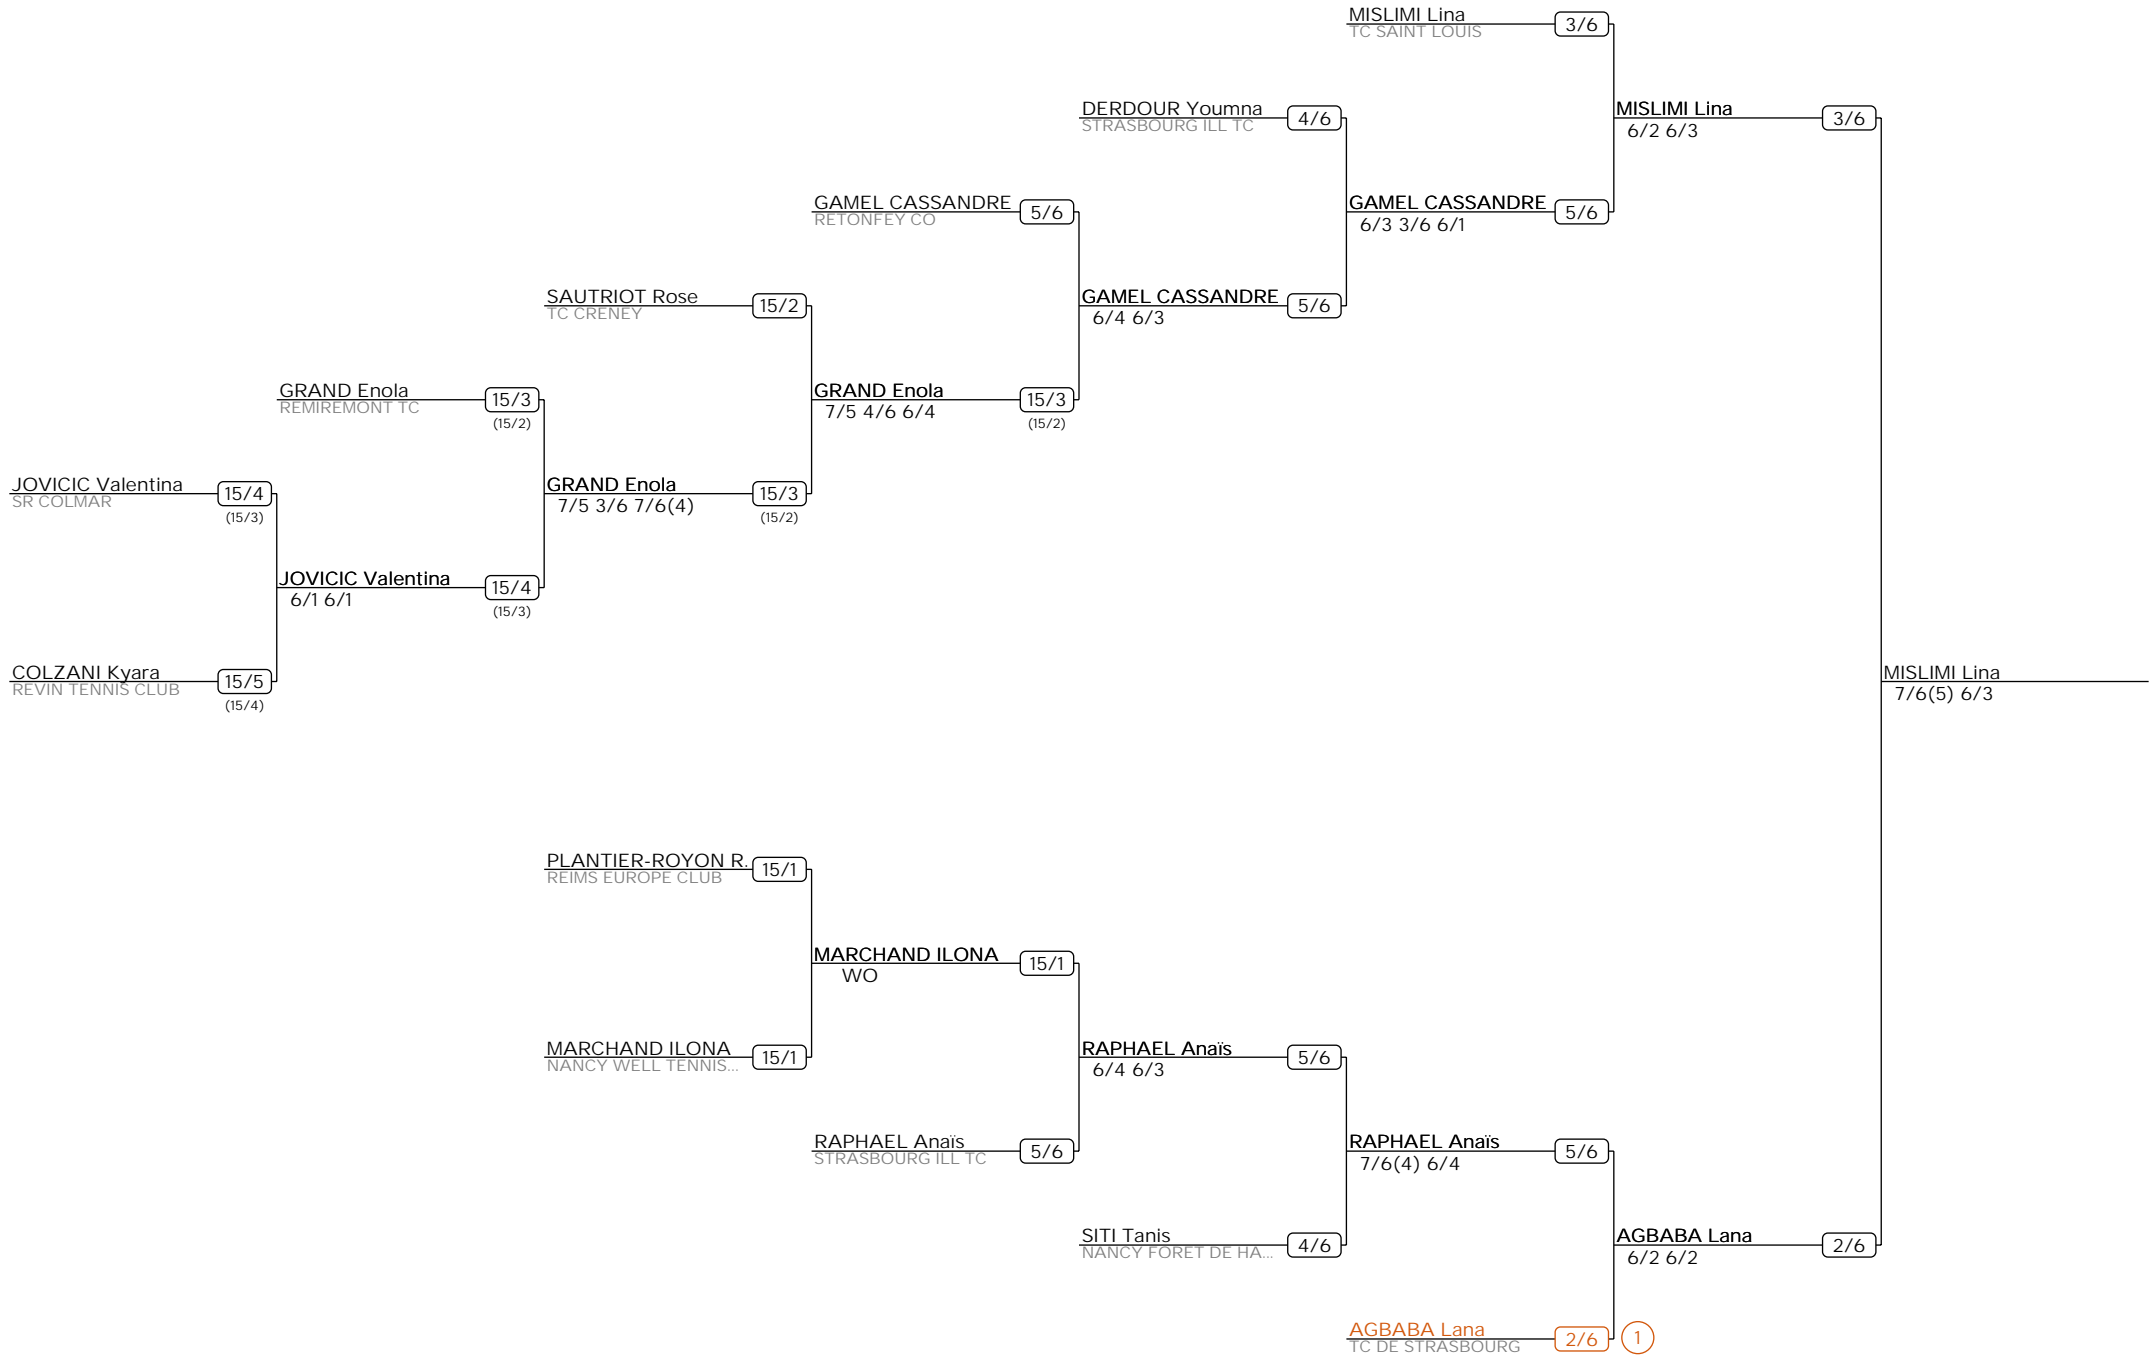 MISLIMI Lina
3/6
TC SAINT LOUIS
DERDOUR Youmna
4/6
STRASBOURG ILL TC
MISLIMI Lina
3/6
6/2 6/3
GAMEL CASSANDRE
5/6
RETONFEY CO
GAMEL CASSANDRE
5/6
6/3 3/6 6/1
SAUTRIOT Rose
15/2
TC CRENEY
GAMEL CASSANDRE
5/6
6/4 6/3
GRAND Enola
15/3
REMIREMONT TC
(15/2)
GRAND Enola
15/3
7/5 4/6 6/4
(15/2)
JOVICIC Valentina
15/4
SR COLMAR
(15/3)
GRAND Enola
15/3
7/5 3/6 7/6(4)
(15/2)
JOVICIC Valentina
15/4
6/1 6/1
(15/3)
COLZANI Kyara
15/5
REVIN TENNIS CLUB
(15/4)
MISLIMI Lina
7/6(5) 6/3
PLANTIER-ROYON R.
15/1
REIMS EUROPE CLUB
MARCHAND ILONA
15/1
WO
MARCHAND ILONA
15/1
NANCY WELL TENNIS...
RAPHAEL Anaïs
5/6
6/4 6/3
RAPHAEL Anaïs
5/6
STRASBOURG ILL TC
RAPHAEL Anaïs
5/6
7/6(4) 6/4
SITI Tanis
4/6
NANCY FORET DE HA...
AGBABA Lana
2/6
6/2 6/2
AGBABA Lana
2/6
1
TC DE STRASBOURG